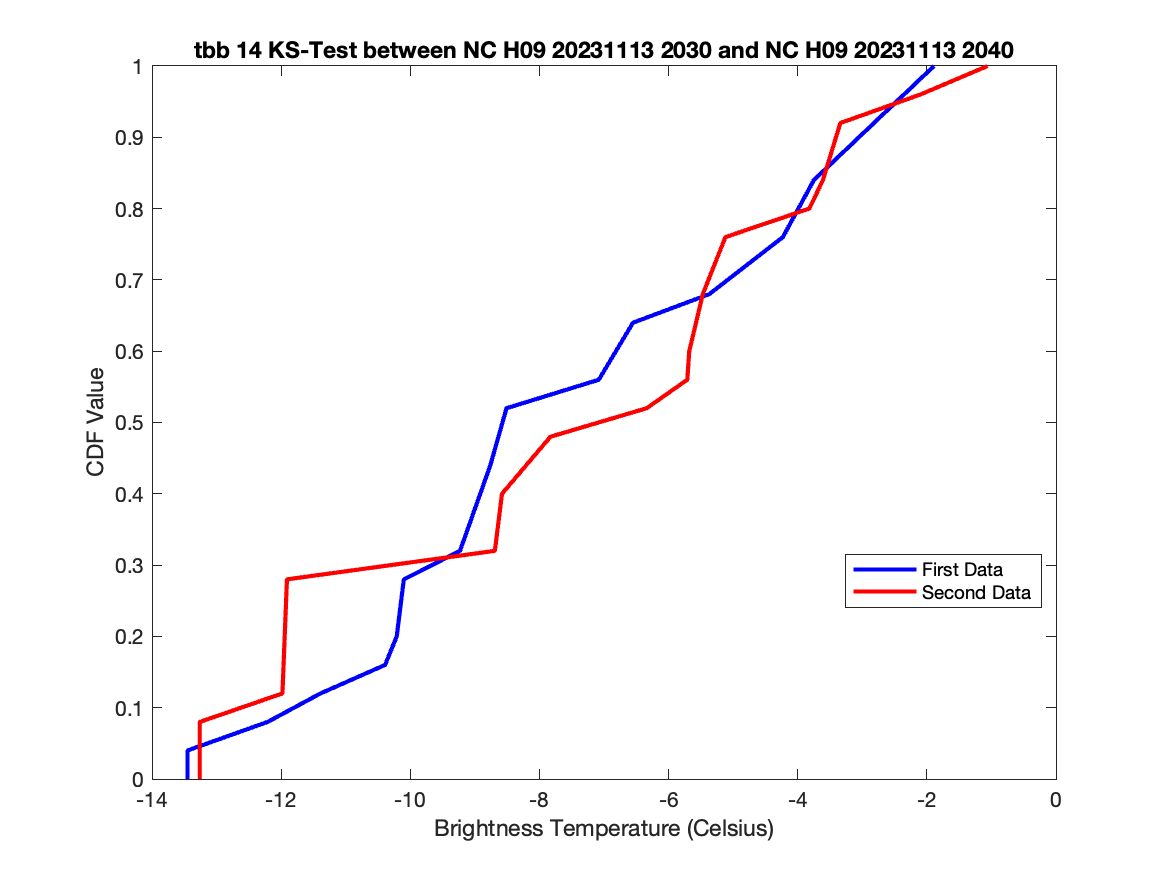 tbb 14 KS-Test between NC H09 20231113 2030 and NC H09 20231113 2040
1
0.9
0.8
0.7
0.6
0.5
0.4
0.3
0.2
0.1
0
CDF Value
First Data
Second Data
-14 -12 -10 -8 -6 -4 -2 0
Brightness Temperature (Celsius)